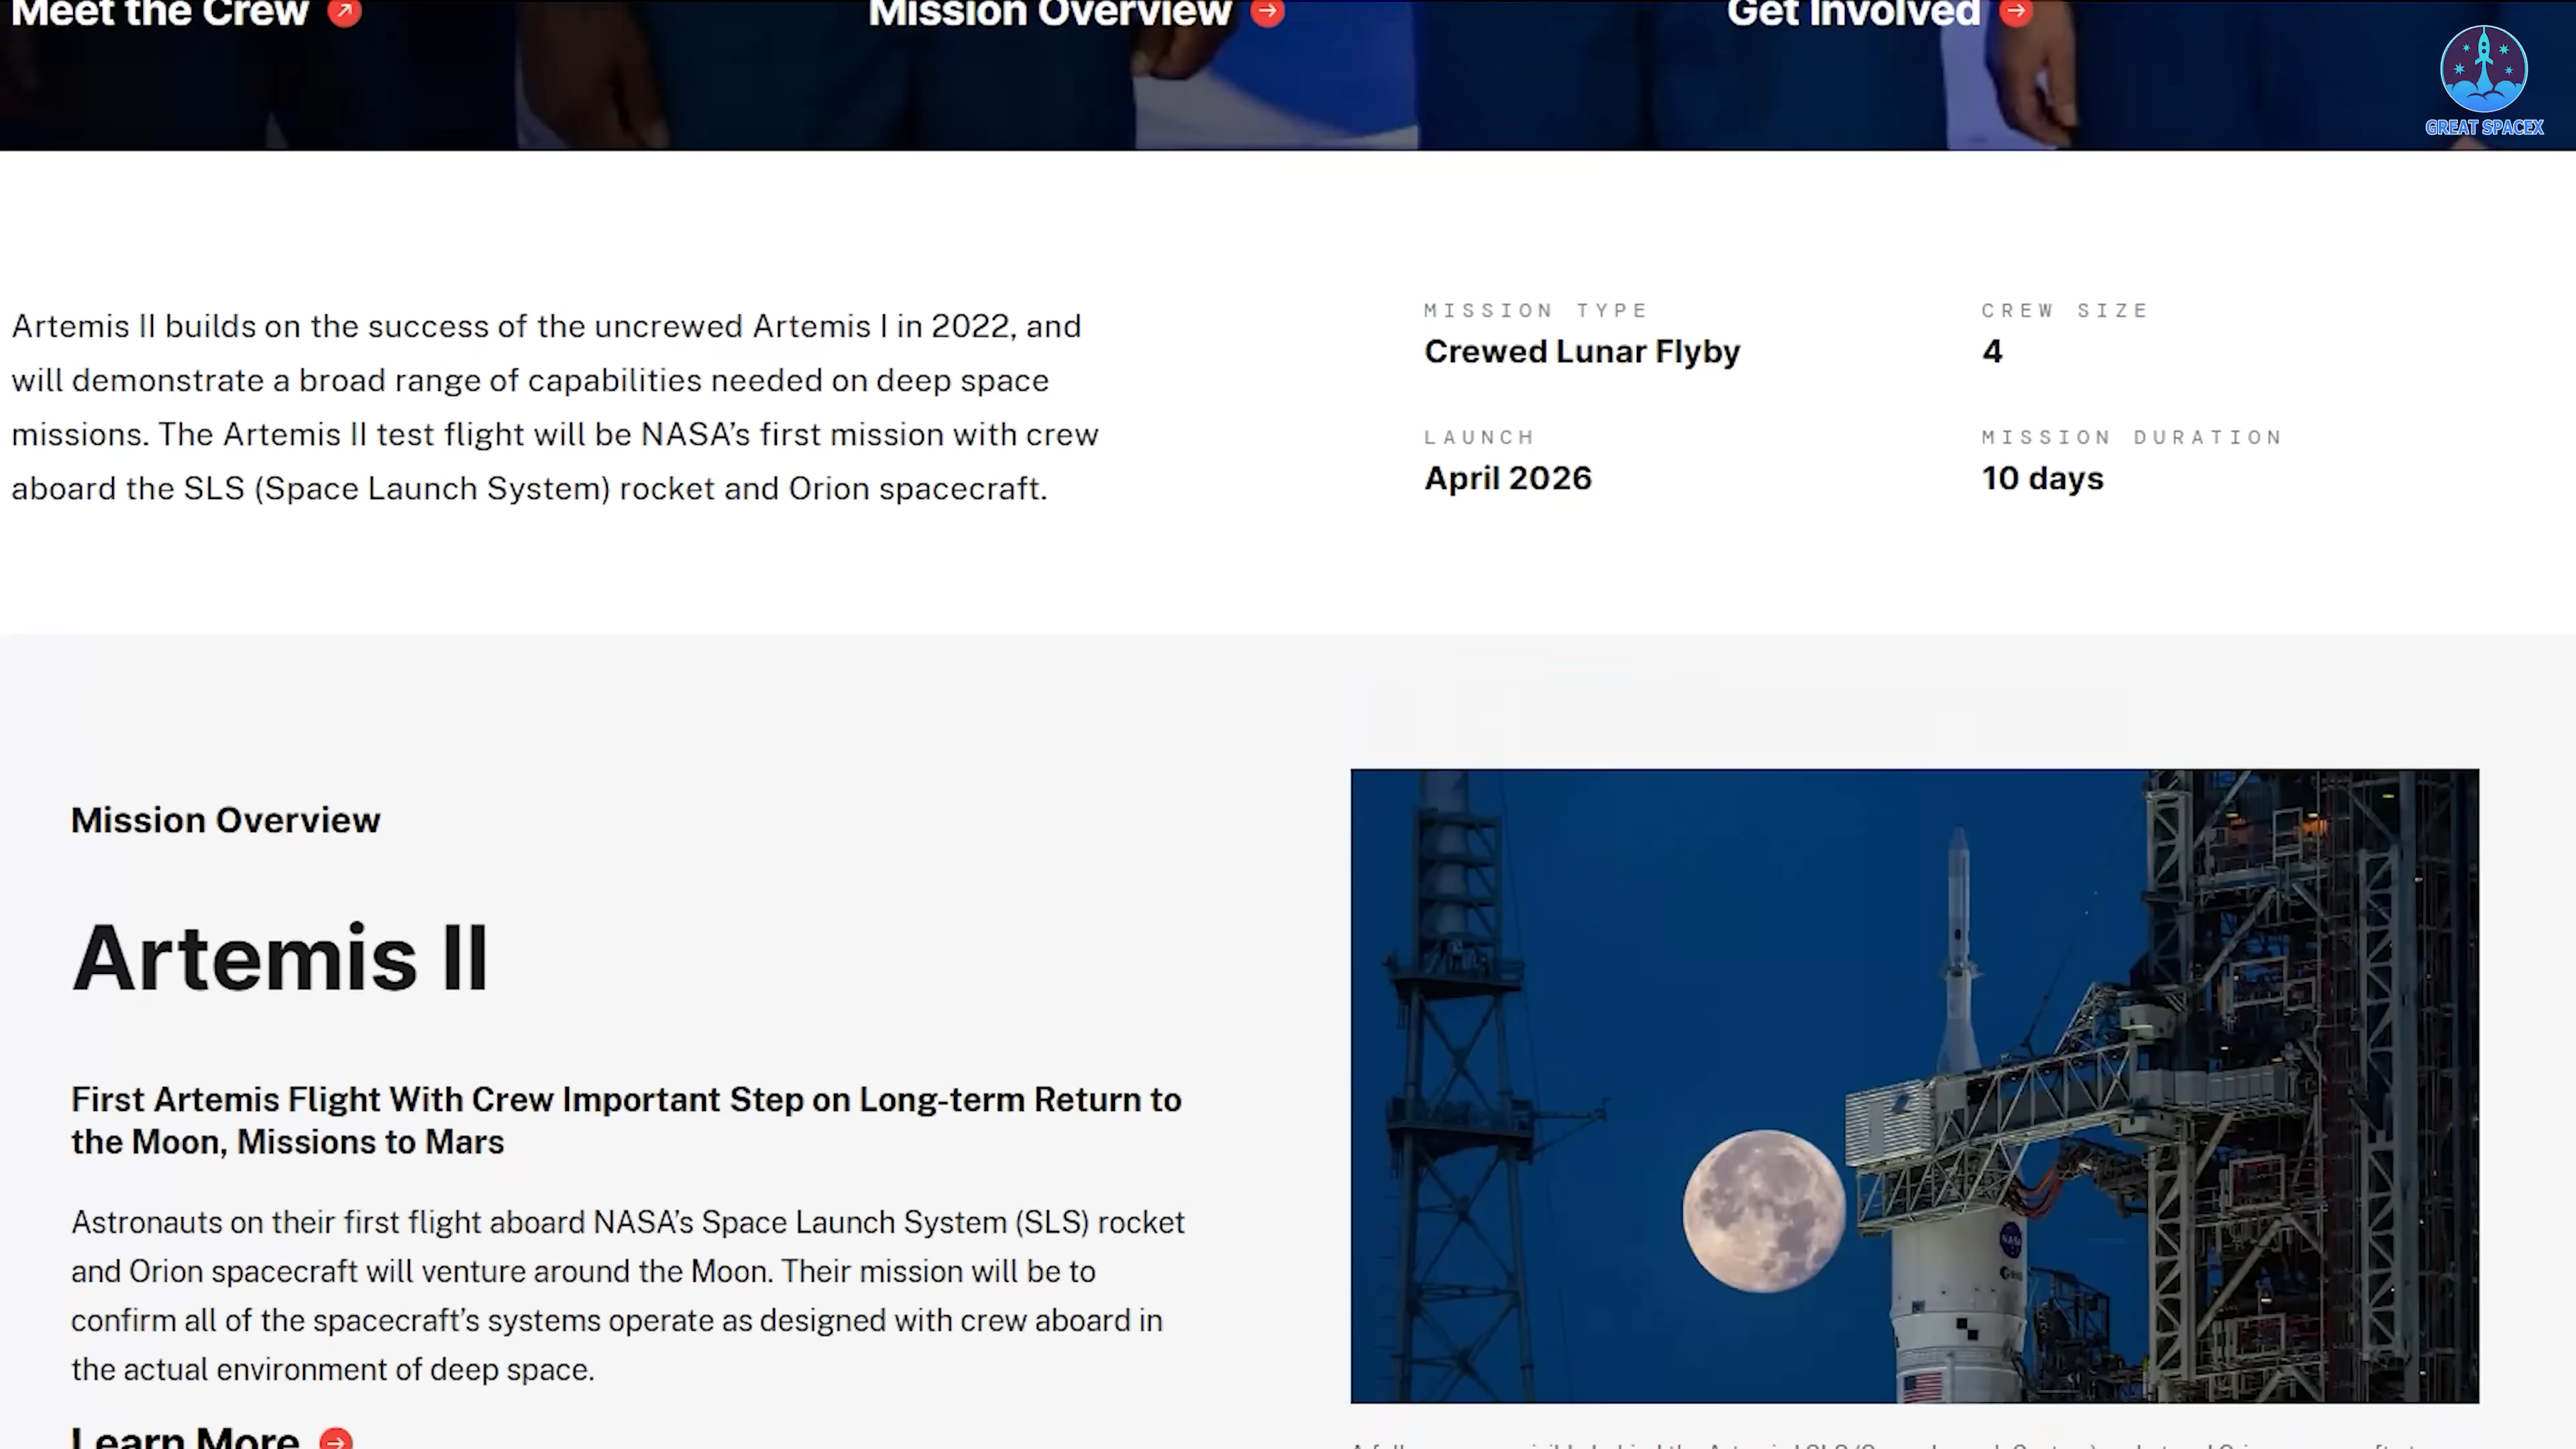 Meet the Crew
Mission Overview
Get Involved
GREAT SPACEX
Artemis II builds on the success of the uncrewed Artemis I in 2022, and
will demonstrate a broad range of capabilities needed on deep space
missions. The Artemis II test flight will be NASA’s first mission with crew
aboard the SLS (Space Launch System) rocket and Orion spacecraft.
MISSION TYPE
Crewed Lunar Flyby
CREW SIZE
4
LAUNCH
April 2026
MISSION DURATION
10 days
Mission Overview
Artemis II
First Artemis Flight With Crew Important Step on Long-term Return to
the Moon, Missions to Mars
Astronauts on their first flight aboard NASA’s Space Launch System (SLS) rocket
and Orion spacecraft will venture around the Moon. Their mission will be to
confirm all of the spacecraft’s systems operate as designed with crew aboard in
the actual environment of deep space.
Learn More
NASA